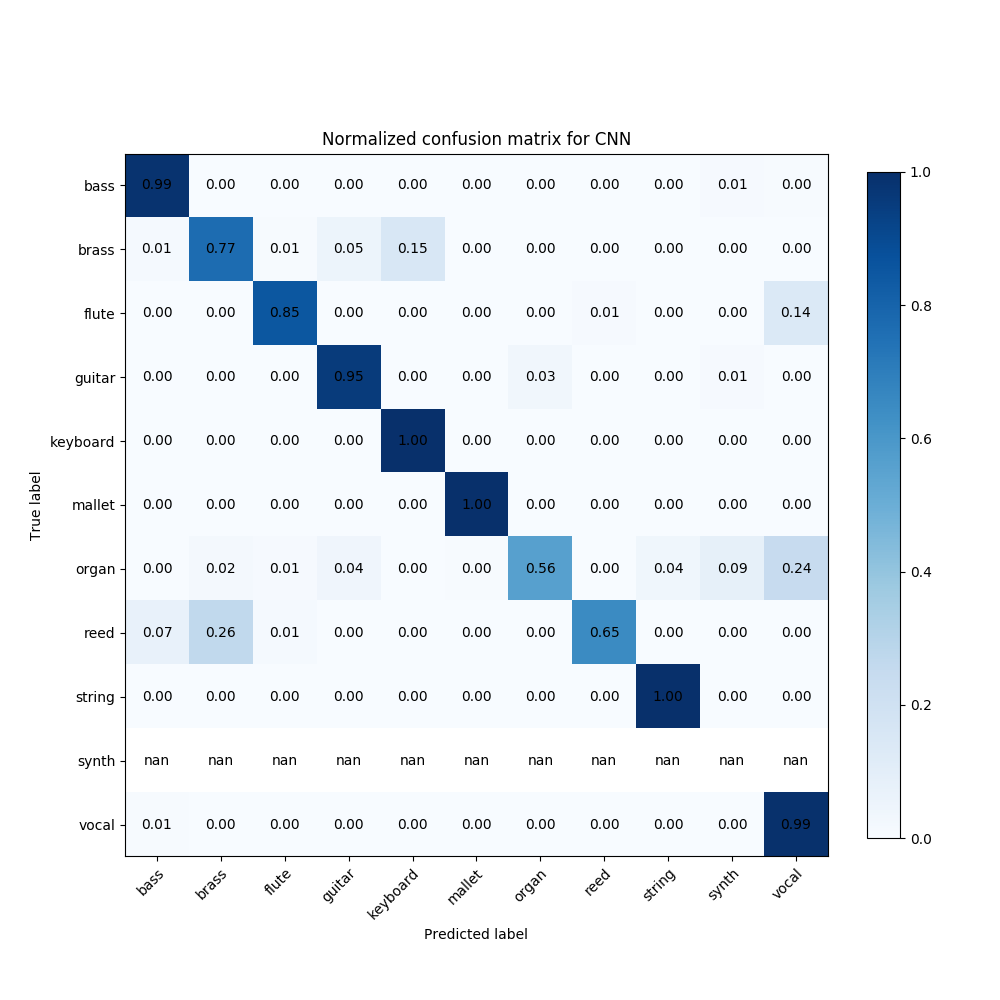 Normalized confusion matrix for CNN
bass 0.99 0.00 0.00 0.00 0.00 0.00 0.00 0.00 0.00 0.01 0.00
brass 0.01 0.77 0.01 0.05 0.15 0.00 0.00 0.00 0.00 0.00 0.00
flute 0.00 0.00 0.85 0.00 0.00 0.00 0.00 0.01 0.00 0.00 0.14
guitar 0.00 0.00 0.00 0.95 0.00 0.00 0.03 0.00 0.00 0.01 0.00
keyboard 0.00 0.00 0.00 0.00 1.00 0.00 0.00 0.00 0.00 0.00 0.00
mallet 0.00 0.00 0.00 0.00 0.00 1.00 0.00 0.00 0.00 0.00 0.00
organ 0.00 0.02 0.01 0.04 0.00 0.00 0.56 0.00 0.04 0.09 0.24
reed 0.07 0.26 0.01 0.00 0.00 0.00 0.00 0.65 0.00 0.00 0.00
string 0.00 0.00 0.00 0.00 0.00 0.00 0.00 0.00 1.00 0.00 0.00
synth nan nan nan nan nan nan nan nan nan nan nan
vocal 0.01 0.00 0.00 0.00 0.00 0.00 0.00 0.00 0.00 0.00 0.99
bass brass flute guitar keyboard mallet organ reed string synth vocal
Predicted label
True label
1.0
0.8
0.6
0.4
0.2
0.0